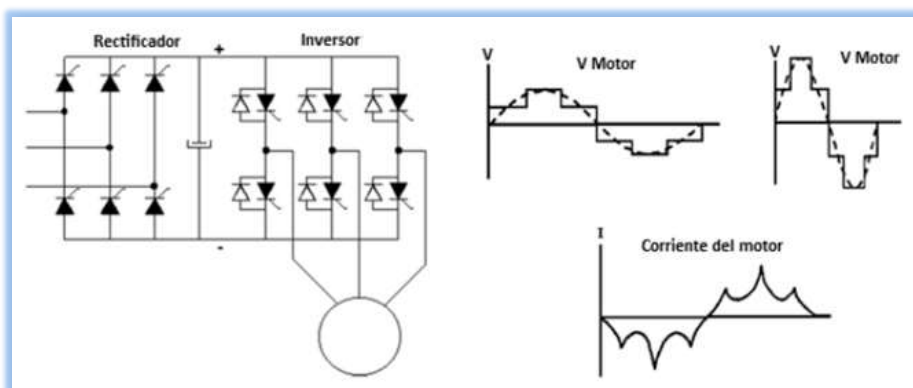 Rectificador
+
Inversor
-
V
V Motor
V
V Motor
I
Corriente del motor